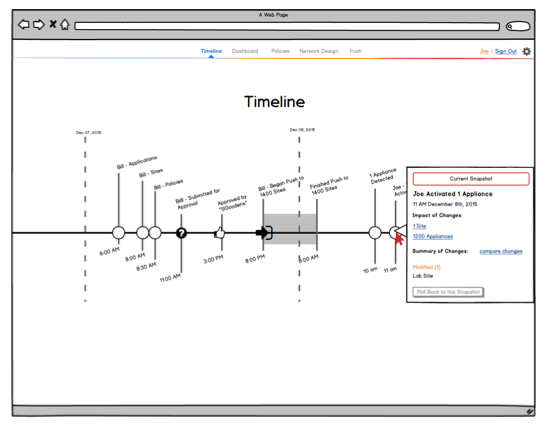 A Web Page
Timeline Dashboard Policies Network Design Push
Joe | Sign Out
Timeline
Dec 07, 2015
Dec 08, 2015
Bill - Applications
Bill - Sites
Bill - Policies
Bill - Submitted for
Approval
Approved by
Bill - Began Push to
1400 Sites
Finished Push to
1400 Sites
1 Appliance
Detected
Joe -
Activ
6:00 AM
8:00 AM
8:30 AM
11:00 AM
3:00 PM
8:00 PM
:00 AM
10 am
11 am
Current Snapshot
Joe Activated 1 Appliance
11 AM December 8th, 2015
Impact of Changes:
1 Site
1200 Appliances
Summary of Changes: compare changes
Modified (1)
Lab Site
Roll Back to the Snapshot